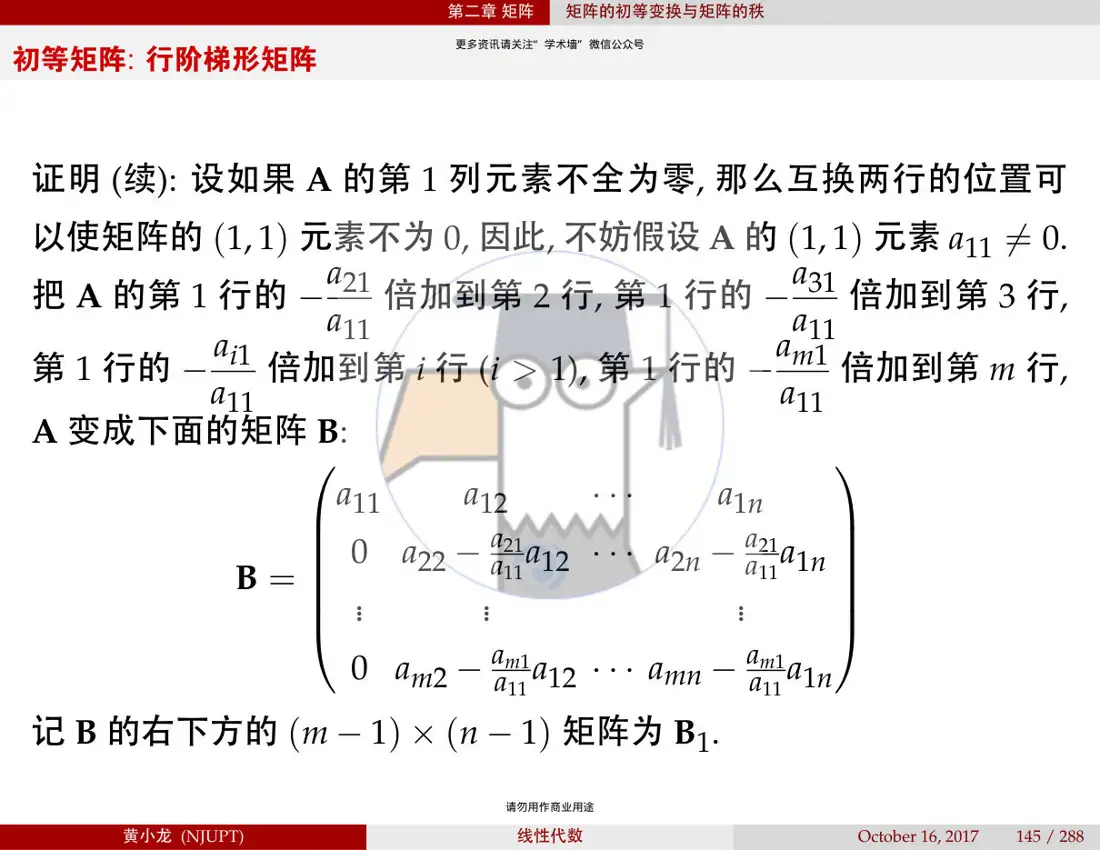 第二章 矩阵 矩阵的初等变换与矩阵的秩
更多资讯请关注“学术墙”微信公众号
初等矩阵: 行阶梯形矩阵
证明 (续): 设如果 A 的第 1 列元素不全为零, 那么互换两行的位置可
以使矩阵的 (1, 1) 元素不为 0, 因此, 不妨假设 A 的 (1, 1) 元素 a₁₁ ≠ 0.
把 A 的第 1 行的 −a₂₁/a₁₁ 倍加到第 2 行, 第 1 行的 −a₃₁/a₁₁ 倍加到第 3 行,
第 1 行的 −aᵢ₁/a₁₁ 倍加到第 i 行 (i > 1), 第 1 行的 −aₘ₁/a₁₁ 倍加到第 m 行,
A 变成下面的矩阵 B:
a₁₁ a₁₂ ⋯ a₁ₙ
0 a₂₂ − a₂₁/a₁₁ a₁₂ ⋯ a₂ₙ − a₂₁/a₁₁ a₁ₙ
B =
⋮ ⋮ ⋮
0 aₘ₂ − aₘ₁/a₁₁ a₁₂ ⋯ aₘₙ − aₘ₁/a₁₁ a₁ₙ
记 B 的右下方的 (m − 1) × (n − 1) 矩阵为 B₁.
请勿用作商业用途
黄小龙 (NJUPT) 线性代数 October 16, 2017 145 / 288